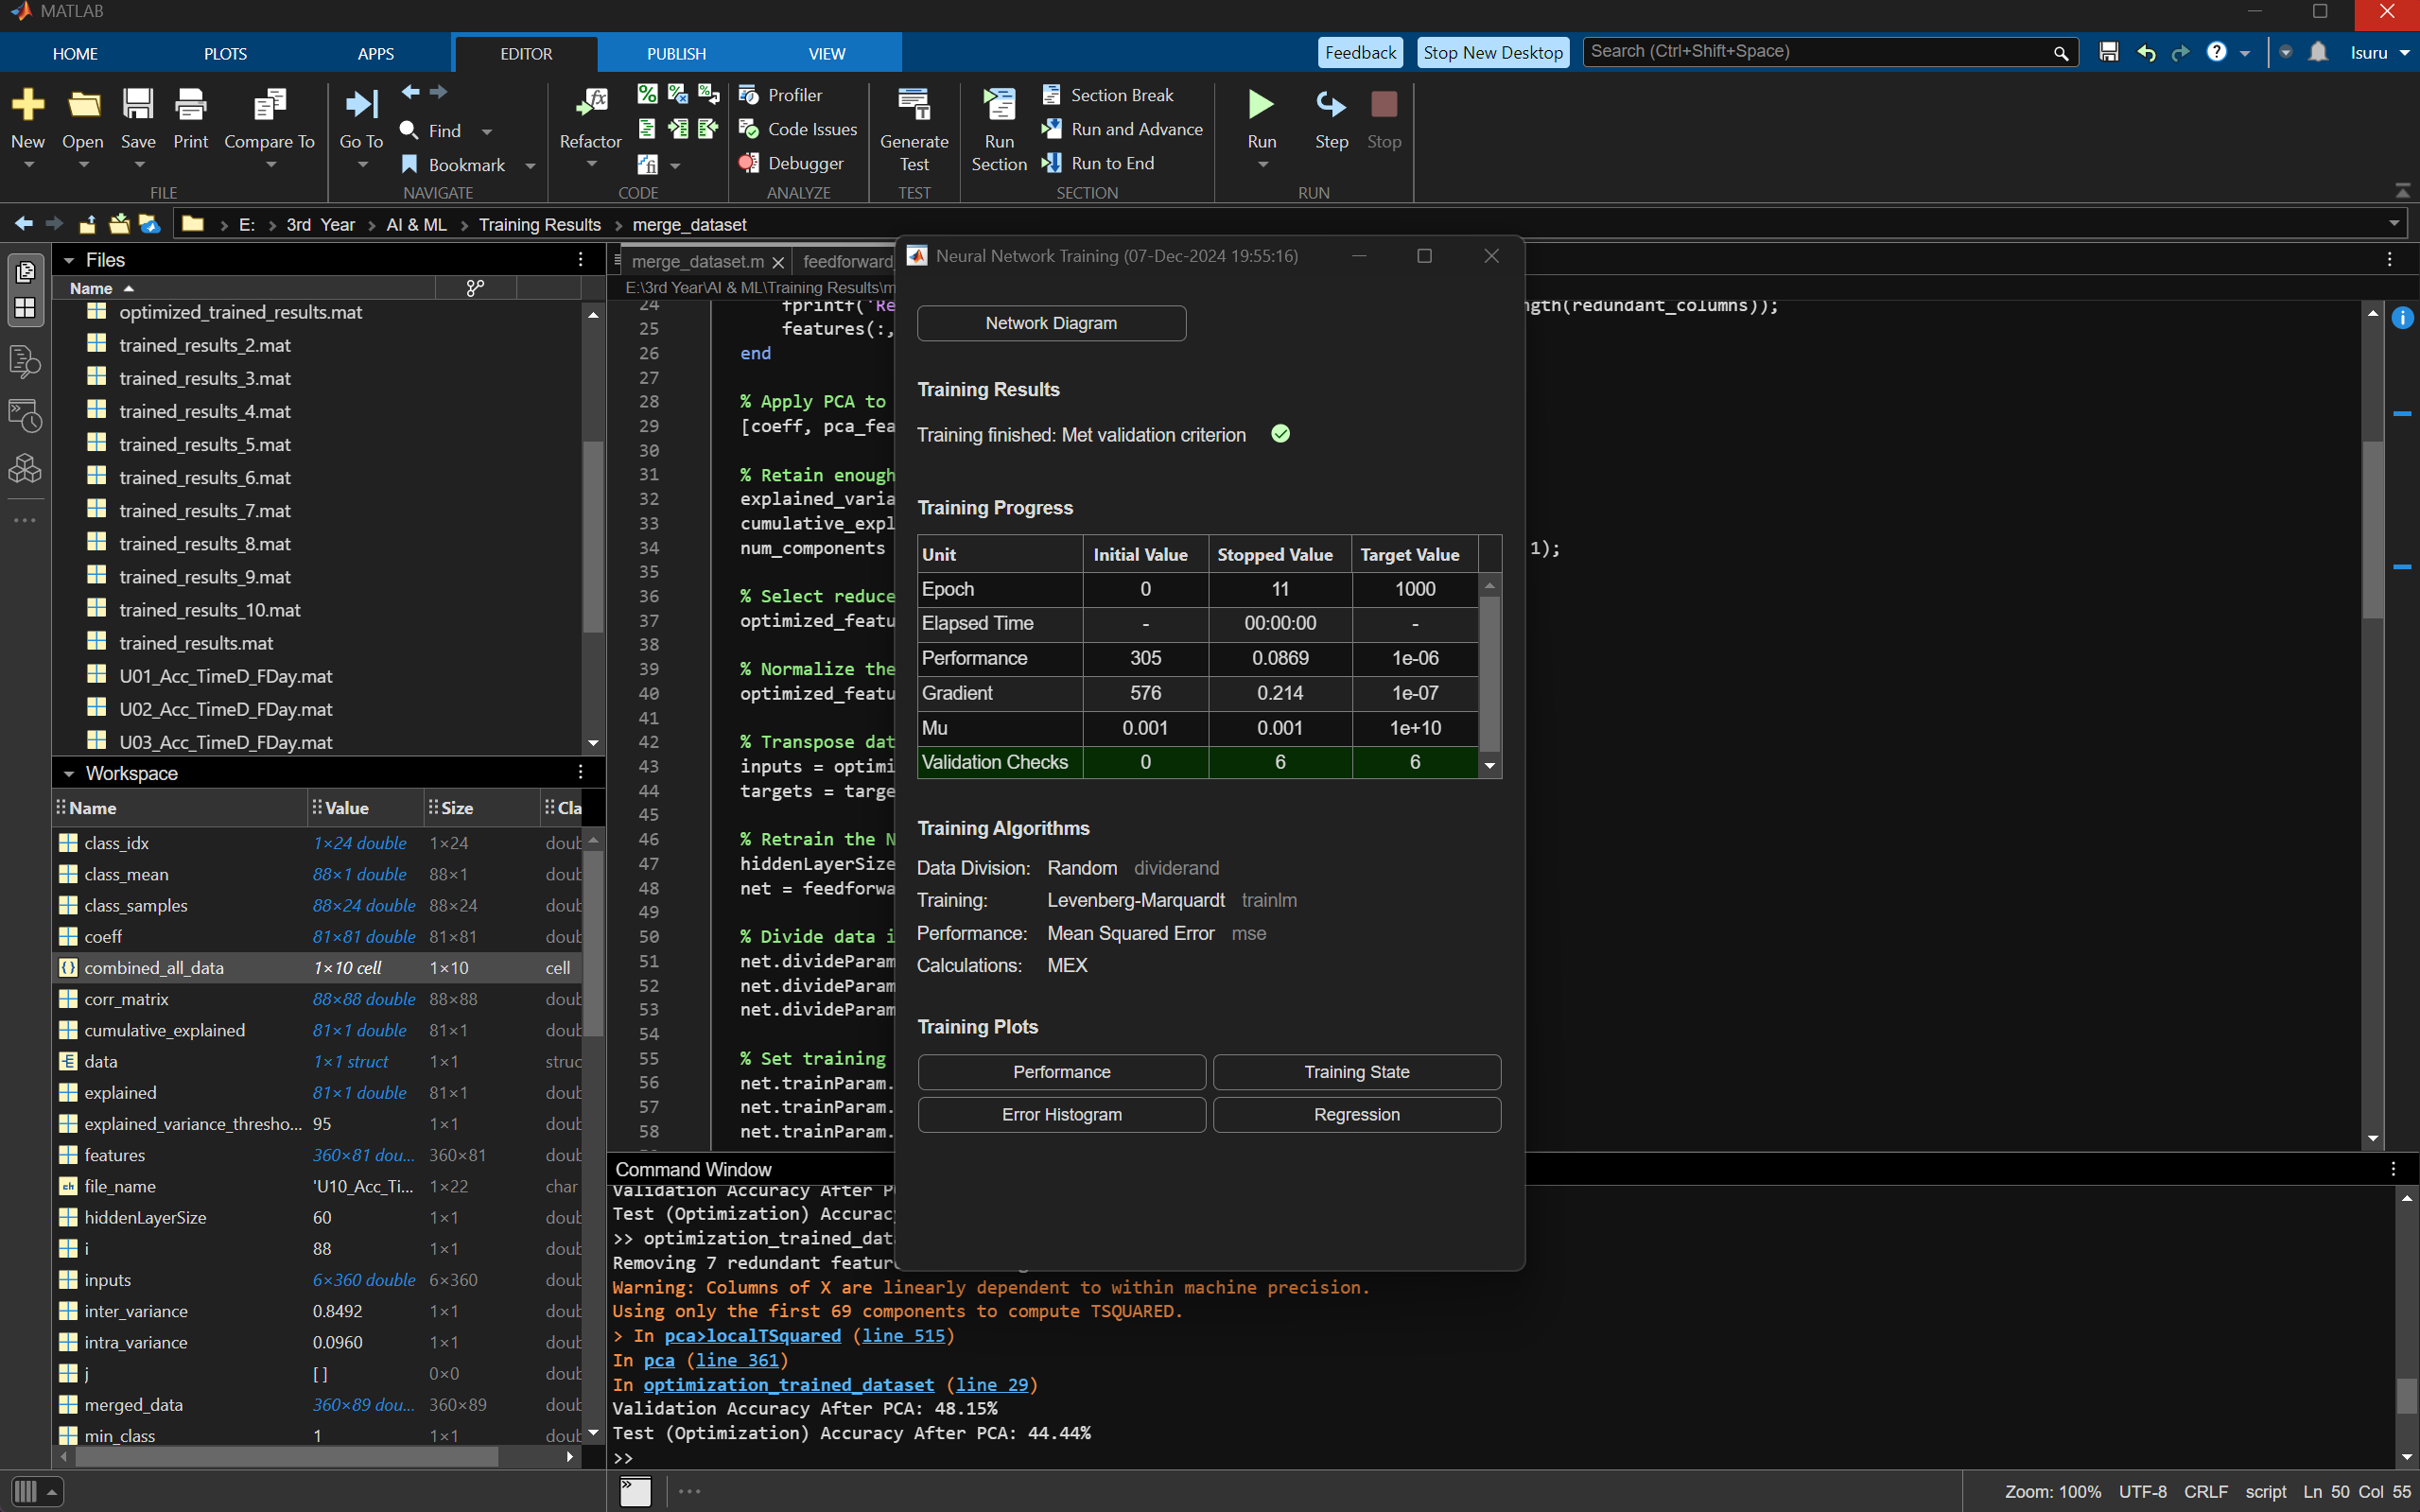 MATLAB
HOME PLOTS APPS EDITOR PUBLISH VIEW Feedback Stop New Desktop Search (Ctrl+Shift+Space) Isuru
New Open Save Print Compare To
FILE
Go To Find Bookmark
NAVIGATE
Refactor
CODE
Profiler
Code Issues
Debugger
ANALYZE
Generate Test
TEST
Run Section
Section Break
Run and Advance
Run to End
SECTION
Run Step Stop
RUN
E: › 3rd Year › AI & ML › Training Results › merge_dataset
Files
Name
optimized_trained_results.mat
trained_results_2.mat
trained_results_3.mat
trained_results_4.mat
trained_results_5.mat
trained_results_6.mat
trained_results_7.mat
trained_results_8.mat
trained_results_9.mat
trained_results_10.mat
trained_results.mat
U01_Acc_TimeD_FDay.mat
U02_Acc_TimeD_FDay.mat
U03_Acc_TimeD_FDay.mat
Workspace
Name Value Size Cla
class_idx 1×24 double 1×24 doub
class_mean 88×1 double 88×1 doub
class_samples 88×24 double 88×24 doub
coeff 81×81 double 81×81 doub
combined_all_data 1×10 cell 1×10 cell
corr_matrix 88×88 double 88×88 doub
cumulative_explained 81×1 double 81×1 doub
data 1×1 struct 1×1 struc
explained 81×1 double 81×1 doub
explained_variance_thresho... 95 1×1 doub
features 360×81 dou... 360×81 doub
file_name 'U10_Acc_Ti... 1×22 char
hiddenLayerSize 60 1×1 doub
i 88 1×1 doub
inputs 6×360 double 6×360 doub
inter_variance 0.8492 1×1 doub
intra_variance 0.0960 1×1 doub
j [] 0×0 doub
merged_data 360×89 dou... 360×89 doub
min_class 1 1×1 doub
merge_dataset.m feedforward
E:\3rd Year\AI & ML\Training Results\m
24 fprintf('Re ngth(redundant_columns));
25 features(:,
26 end
27
28 % Apply PCA to
29 [coeff, pca_fea
30
31 % Retain enough
32 explained_varia
33 cumulative_expl
34 num_components 1);
35
36 % Select reduce
37 optimized_featu
38
39 % Normalize the
40 optimized_featu
41
42 % Transpose dat
43 inputs = optimi
44 targets = targe
45
46 % Retrain the N
47 hiddenLayerSize
48 net = feedforwa
49
50 % Divide data i
51 net.divideParam
52 net.divideParam
53 net.divideParam
54
55 % Set training
56 net.trainParam.
57 net.trainParam.
58 net.trainParam.
Neural Network Training (07-Dec-2024 19:55:16)
Network Diagram
Training Results
Training finished: Met validation criterion
Training Progress
Unit Initial Value Stopped Value Target Value
Epoch 0 11 1000
Elapsed Time - 00:00:00 -
Performance 305 0.0869 1e-06
Gradient 576 0.214 1e-07
Mu 0.001 0.001 1e+10
Validation Checks 0 6 6
Training Algorithms
Data Division: Random dividerand
Training: Levenberg-Marquardt trainlm
Performance: Mean Squared Error mse
Calculations: MEX
Training Plots
Performance Training State
Error Histogram Regression
Command Window
Validation Accuracy After P
Test (Optimization) Accurac
>> optimization_trained_dat
Removing 7 redundant featur
Warning: Columns of X are linearly dependent to within machine precision.
Using only the first 69 components to compute TSQUARED.
> In pca>localTSquared (line 515)
In pca (line 361)
In optimization_trained_dataset (line 29)
Validation Accuracy After PCA: 48.15%
Test (Optimization) Accuracy After PCA: 44.44%
>>
Zoom: 100% UTF-8 CRLF script Ln 50 Col 55